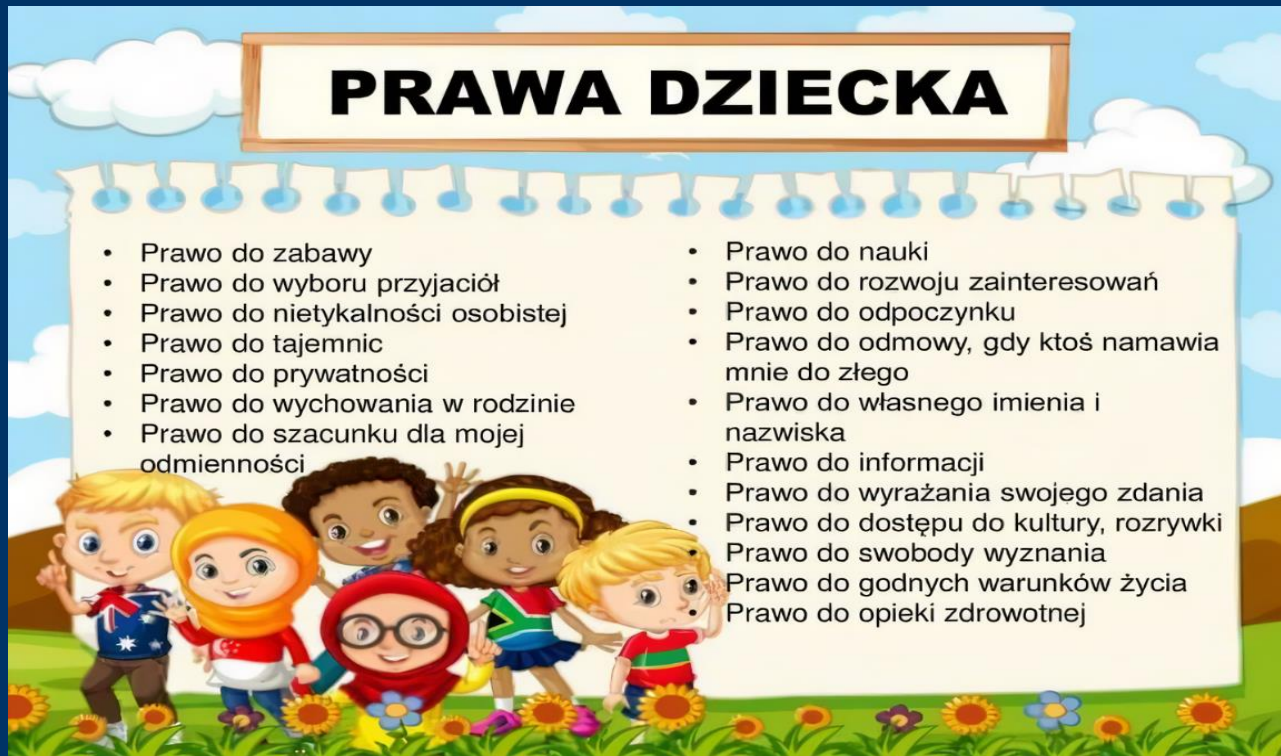 PRAWA DZIECKA
• Prawo do zabawy
• Prawo do wyboru przyjaciół
• Prawo do nietykalności osobistej
• Prawo do tajemnic
• Prawo do prywatności
• Prawo do wychowania w rodzinie
• Prawo do szacunku dla mojej
odmienności
• Prawo do nauki
• Prawo do rozwoju zainteresowań
• Prawo do odpoczynku
• Prawo do odmowy, gdy ktoś namawia
mnie do złego
• Prawo do własnego imienia i
nazwiska
• Prawo do informacji
• Prawo do wyrażania swojego zdania
• Prawo do dostępu do kultury, rozrywki
• Prawo do swobody wyznania
• Prawo do godnych warunków życia
• Prawo do opieki zdrowotnej